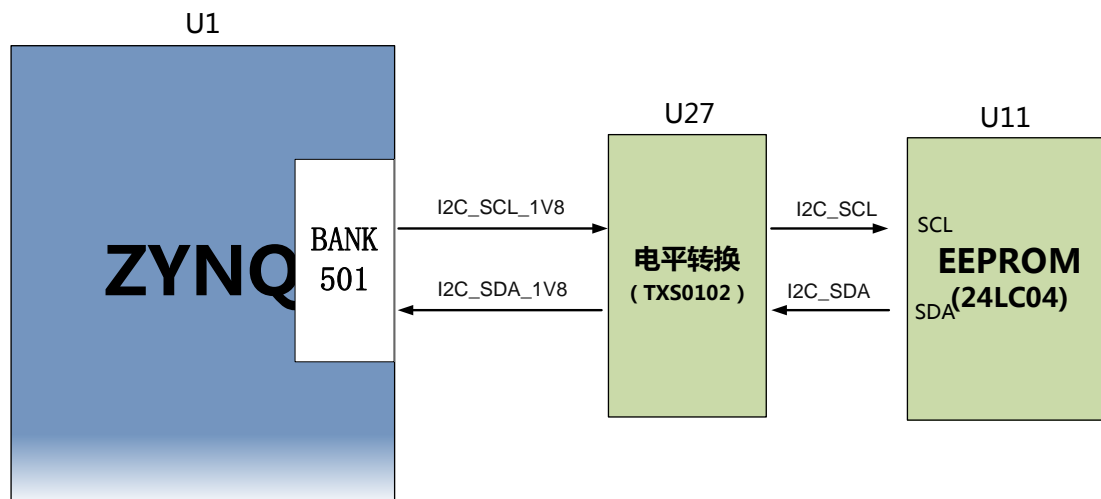 U1
ZYNQ
BANK
501
I2C_SCL_1V8
I2C_SDA_1V8
U27
电平转换
（TXS0102）
I2C_SCL
I2C_SDA
U11
SCL
EEPROM
(24LC04)
SDA